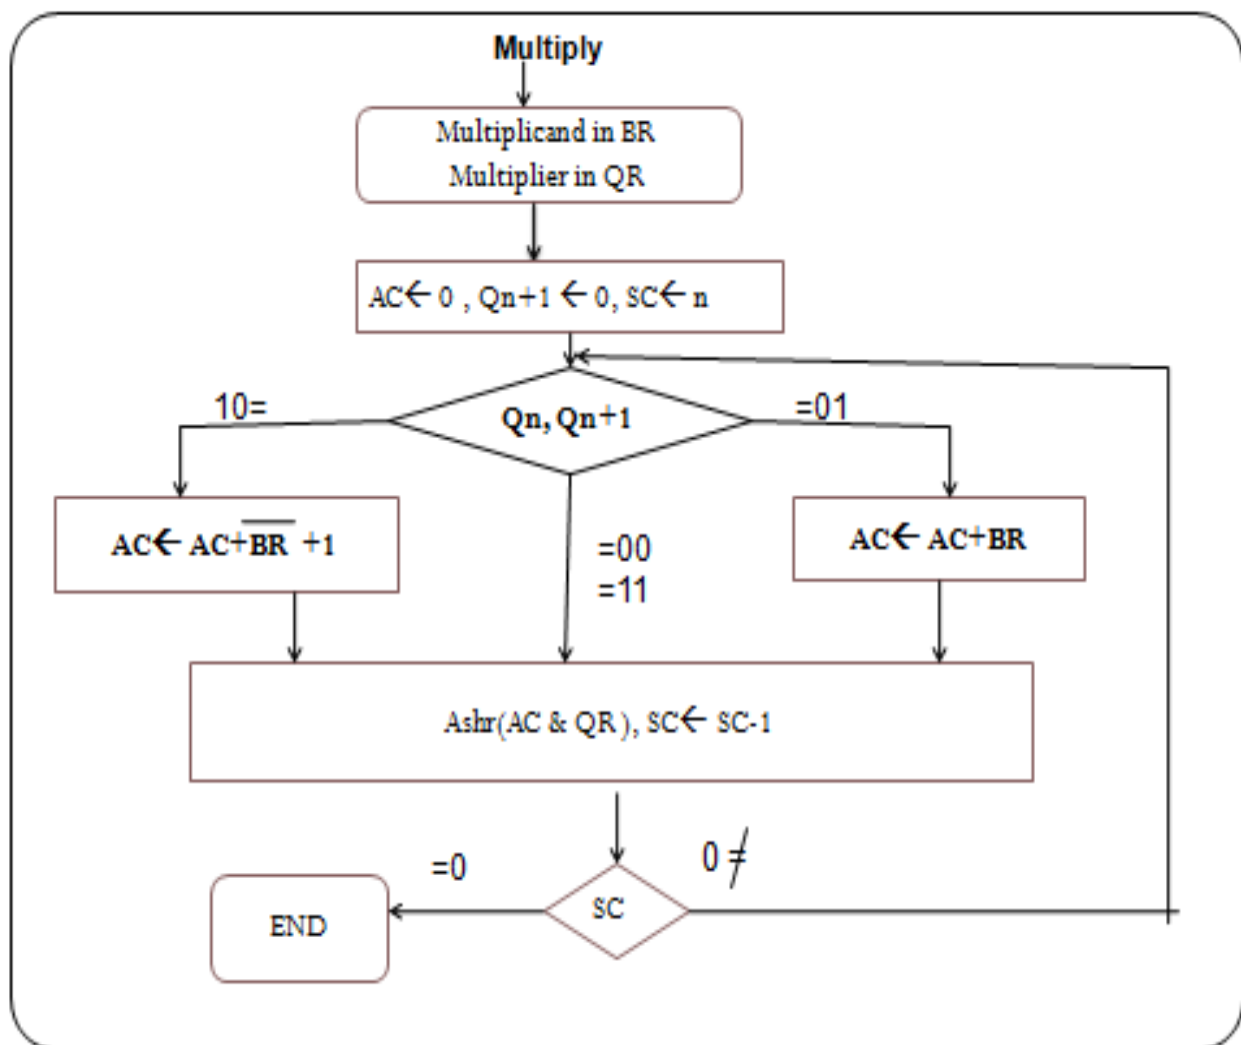 Multiply
Multiplicand in BR
Multiplier in QR
AC← 0 , Qn+1 ← 0, SC← n
10=
Qn, Qn+1
=01
AC← AC+B̅R̅ +1
=00
=11
AC← AC+BR
Ashr(AC & QR), SC← SC-1
=0
0 ≠
SC
END